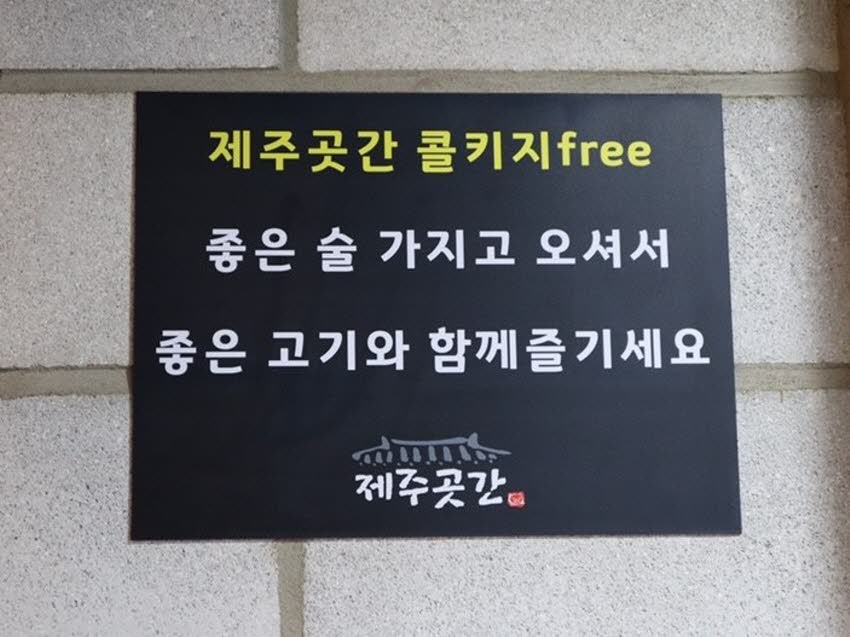 제주곳간 콜키지free
좋은 술 가지고 오셔서
좋은 고기와 함께즐기세요
제주곳간